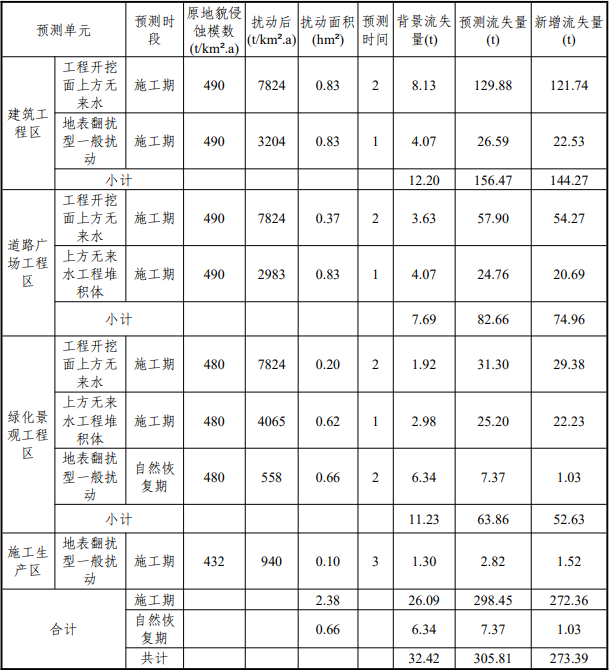 预测单元 预测时段 原地貌侵蚀模数(t/km².a) 扰动后(t/km².a) 扰动面积(hm²) 预测时间 背景流失量(t) 预测流失量(t) 新增流失量(t)
建筑工程区 工程开挖面上方无来水 施工期 490 7824 0.83 2 8.13 129.88 121.74
地表翻扰型一般扰动 施工期 490 3204 0.83 1 4.07 26.59 22.53
小计 12.20 156.47 144.27
道路广场工程区 工程开挖面上方无来水 施工期 490 7824 0.37 2 3.63 57.90 54.27
上方无来水工程堆积体 施工期 490 2983 0.83 1 4.07 24.76 20.69
小计 7.69 82.66 74.96
绿化景观工程区 工程开挖面上方无来水 施工期 480 7824 0.20 2 1.92 31.30 29.38
上方无来水工程堆积体 施工期 480 4065 0.62 1 2.98 25.20 22.23
地表翻扰型一般扰动 自然恢复期 480 558 0.66 2 6.34 7.37 1.03
小计 11.23 63.86 52.63
施工生产区 地表翻扰型一般扰动 施工期 432 940 0.10 3 1.30 2.82 1.52
合计 施工期 2.38 26.09 298.45 272.36
自然恢复期 0.66 6.34 7.37 1.03
共计 32.42 305.81 273.39